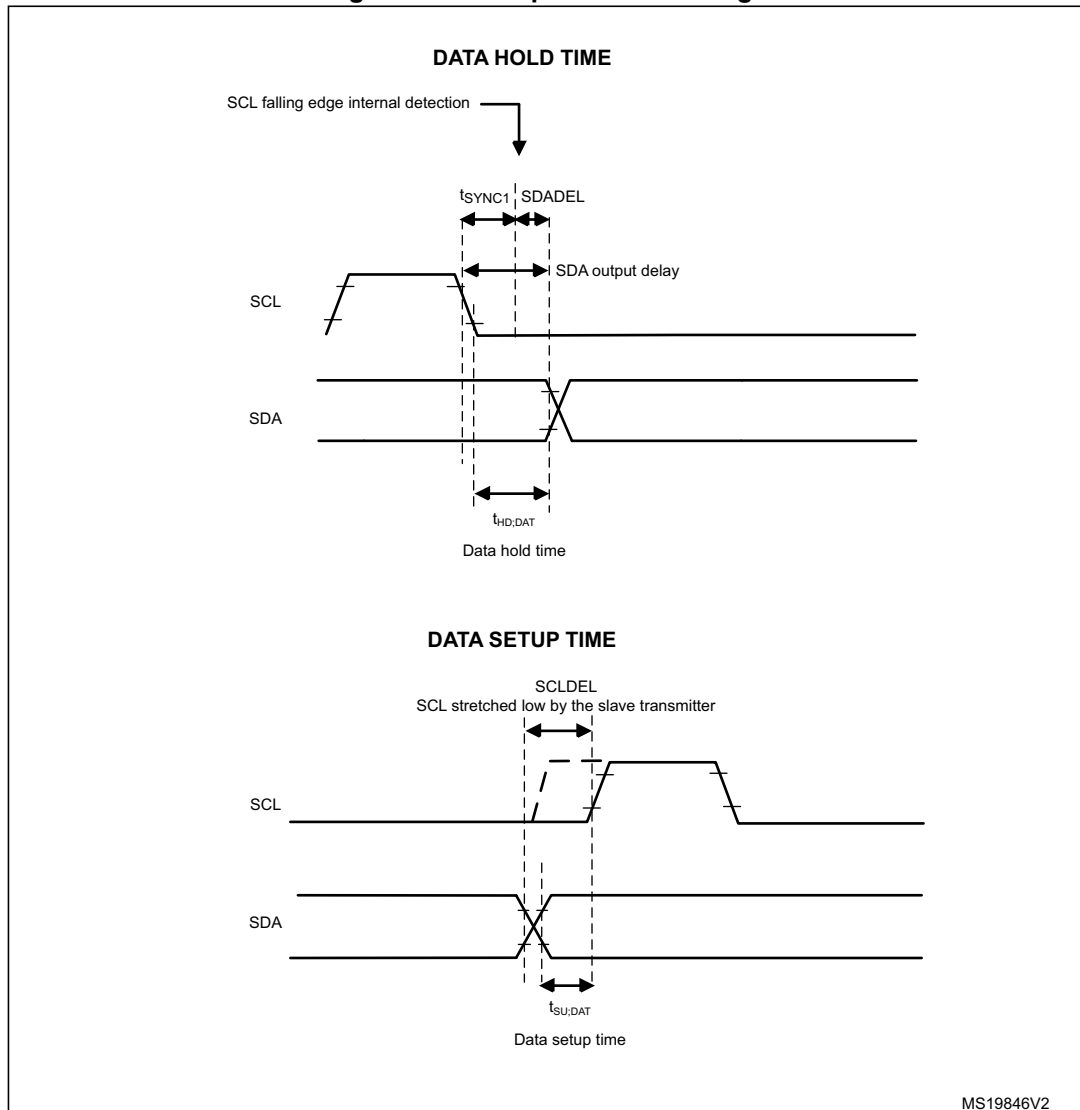 DATA HOLD TIME
SCL falling edge internal detection
tSYNC1 SDADEL
SDA output delay
SCL
SDA
tHD;DAT
Data hold time
DATA SETUP TIME
SCLDEL
SCL stretched low by the slave transmitter
SCL
SDA
tSU;DAT
Data setup time
MS19846V2